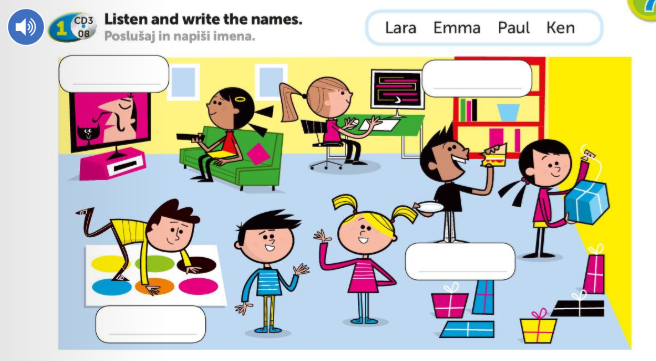 1 CD3 08 Listen and write the names.
Poslušaj in napiši imena.
Lara Emma Paul Ken